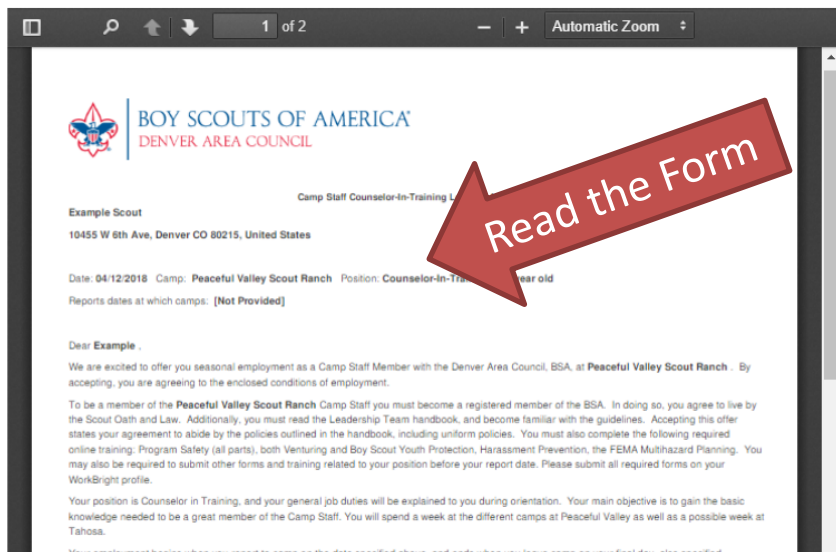 1 of 2
Automatic Zoom
BOY SCOUTS OF AMERICA
DENVER AREA COUNCIL
Read the Form
Camp Staff Counselor-In-Training
Example Scout
10455 W 6th Ave, Denver CO 80215, United States
Date: 04/12/2018 Camp: Peaceful Valley Scout Ranch Position: Counselor-In- year old
Reports dates at which camps: [Not Provided]
Dear Example .
We are excited to offer you seasonal employment as a Camp Staff Member with the Denver Area Council, BSA, at Peaceful Valley Scout Ranch . By
accepting, you are agreeing to the enclosed conditions of employment.
To be a member of the Peaceful Valley Scout Ranch Camp Staff you must become a registered member of the BSA. In doing so, you agree to live by
the Scout Oath and Law. Additionally, you must read the Leadership Team handbook, and become familiar with the guidelines. Accepting this offer
states your agreement to abide by the policies outlined in the handbook, including uniform policies. You must also complete the following required
online training: Program Safety (all parts), both Venturing and Boy Scout Youth Protection, Harassment Prevention, the FEMA Multihazard Planning. You
may also be required to submit other forms and training related to your position before your report date. Please submit all required forms on your
WorkBright profile.
Your position is Counselor in Training, and your general job duties will be explained to you during orientation. Your main objective is to gain the basic
knowledge needed to be a great member of the Camp Staff. You will spend a week at the different camps at Peaceful Valley as well as a possible week at
Tahosa.